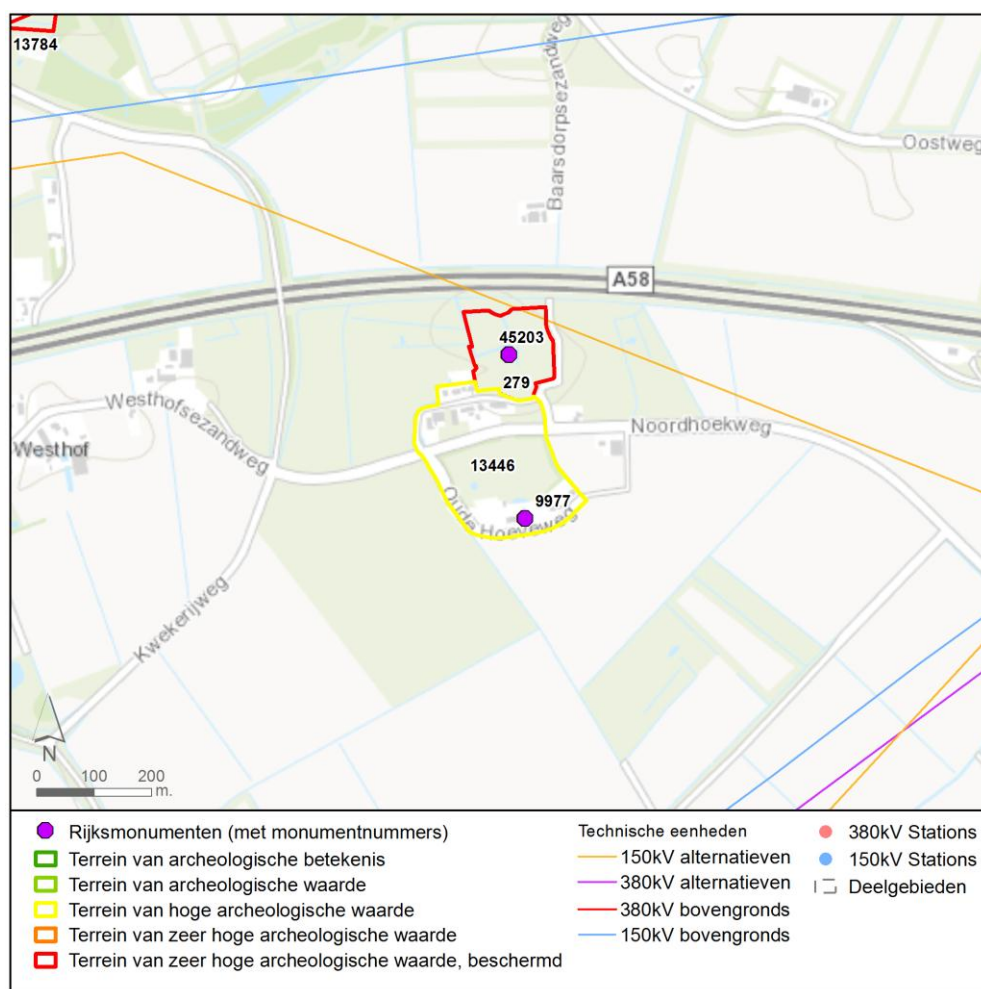 13784
Baarsdorpsezandweg
Oostweg
A58
45203
279
Westhofsezandweg
Noordhoekweg
Westhof
13446
9977
Oude Hoeveweg
Kwekerijweg
N
0 100 200
m.
Rijksmonumenten (met monumentnummers)
Terrein van archeologische betekenis
Terrein van archeologische waarde
Terrein van hoge archeologische waarde
Terrein van zeer hoge archeologische waarde
Terrein van zeer hoge archeologische waarde, beschermd
Technische eenheden
150kV alternatieven
380kV alternatieven
380kV bovengronds
150kV bovengronds
380kV Stations
150kV Stations
Deelgebieden